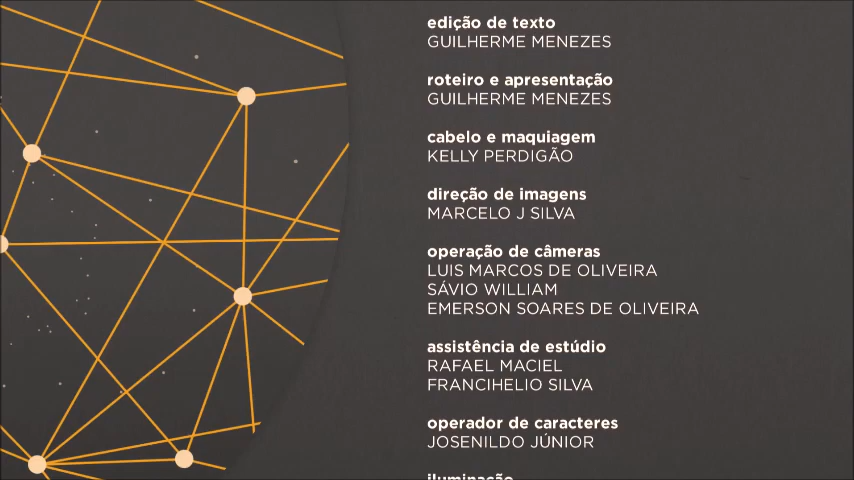 edição de texto
GUILHERME MENEZES
roteiro e apresentação
GUILHERME MENEZES
cabelo e maquiagem
KELLY PERDIGÃO
direção de imagens
MARCELO J SILVA
operação de câmeras
LUIS MARCOS DE OLIVEIRA
SÁVIO WILLIAM
EMERSON SOARES DE OLIVEIRA
assistência de estúdio
RAFAEL MACIEL
FRANCIHELIO SILVA
operador de caracteres
JOSENILDO JÚNIOR
iluminação